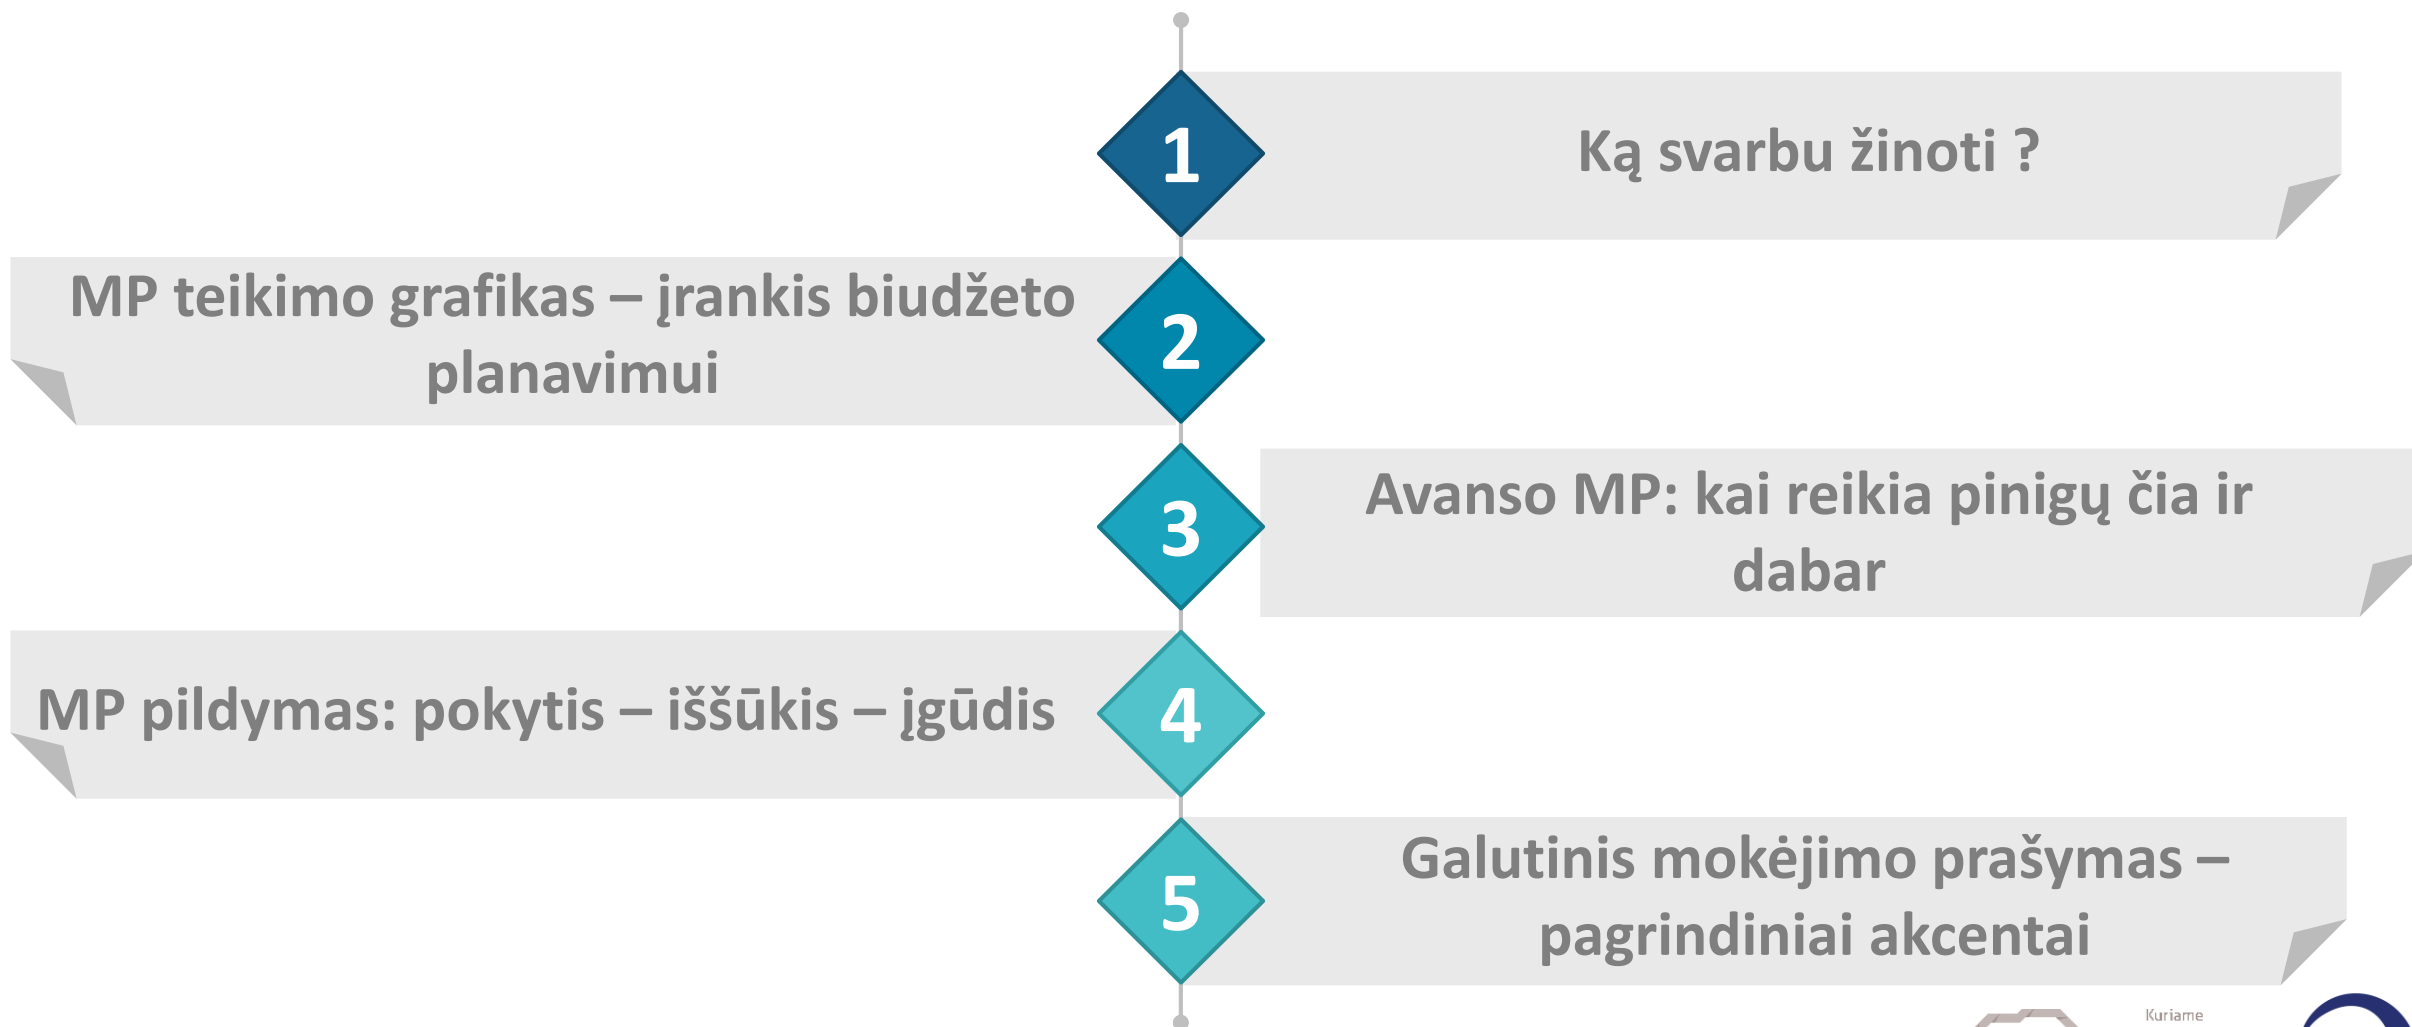 1
Ką svarbu žinoti ?
MP teikimo grafikas – įrankis biudžeto
planavimui
2
3
Avanso MP: kai reikia pinigų čia ir
dabar
MP pildymas: pokytis – iššūkis – įgūdis
4
5
Galutinis mokėjimo prašymas –
pagrindiniai akcentai
Kuriame